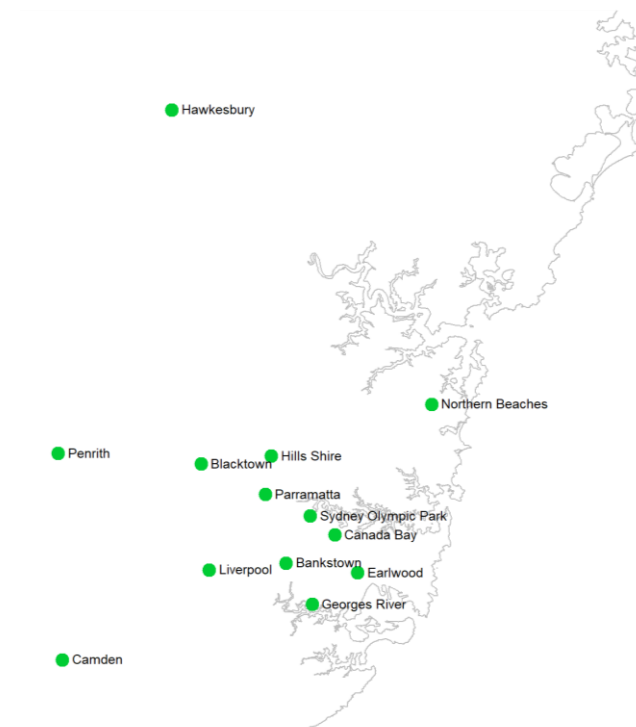 Hawkesbury
Northern Beaches
Penrith
Hills Shire
Blacktown
Parramatta
Sydney Olympic Park
Canada Bay
Bankstown
Liverpool
Earlwood
Georges River
Camden